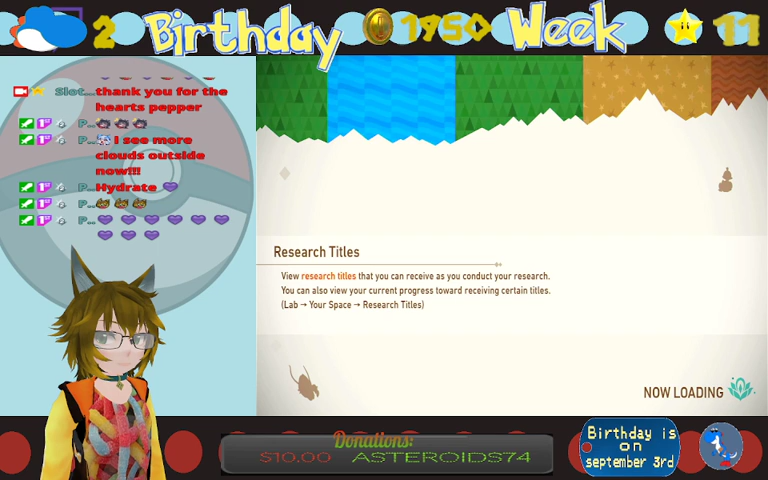 2 Birthday 1950 Week 11
Slot...thank you for the
hearts pepper
P...
P... I see more
clouds outside
now!!!
P...Hydrate
P...
P...
Research Titles
View research titles that you can receive as you conduct your research.
You can also view your current progress toward receiving certain titles.
(Lab → Your Space → Research Titles)
NOW LOADING
Donations:
$10.00 ASTEROIDS74
Birthday is
on
september 3rd